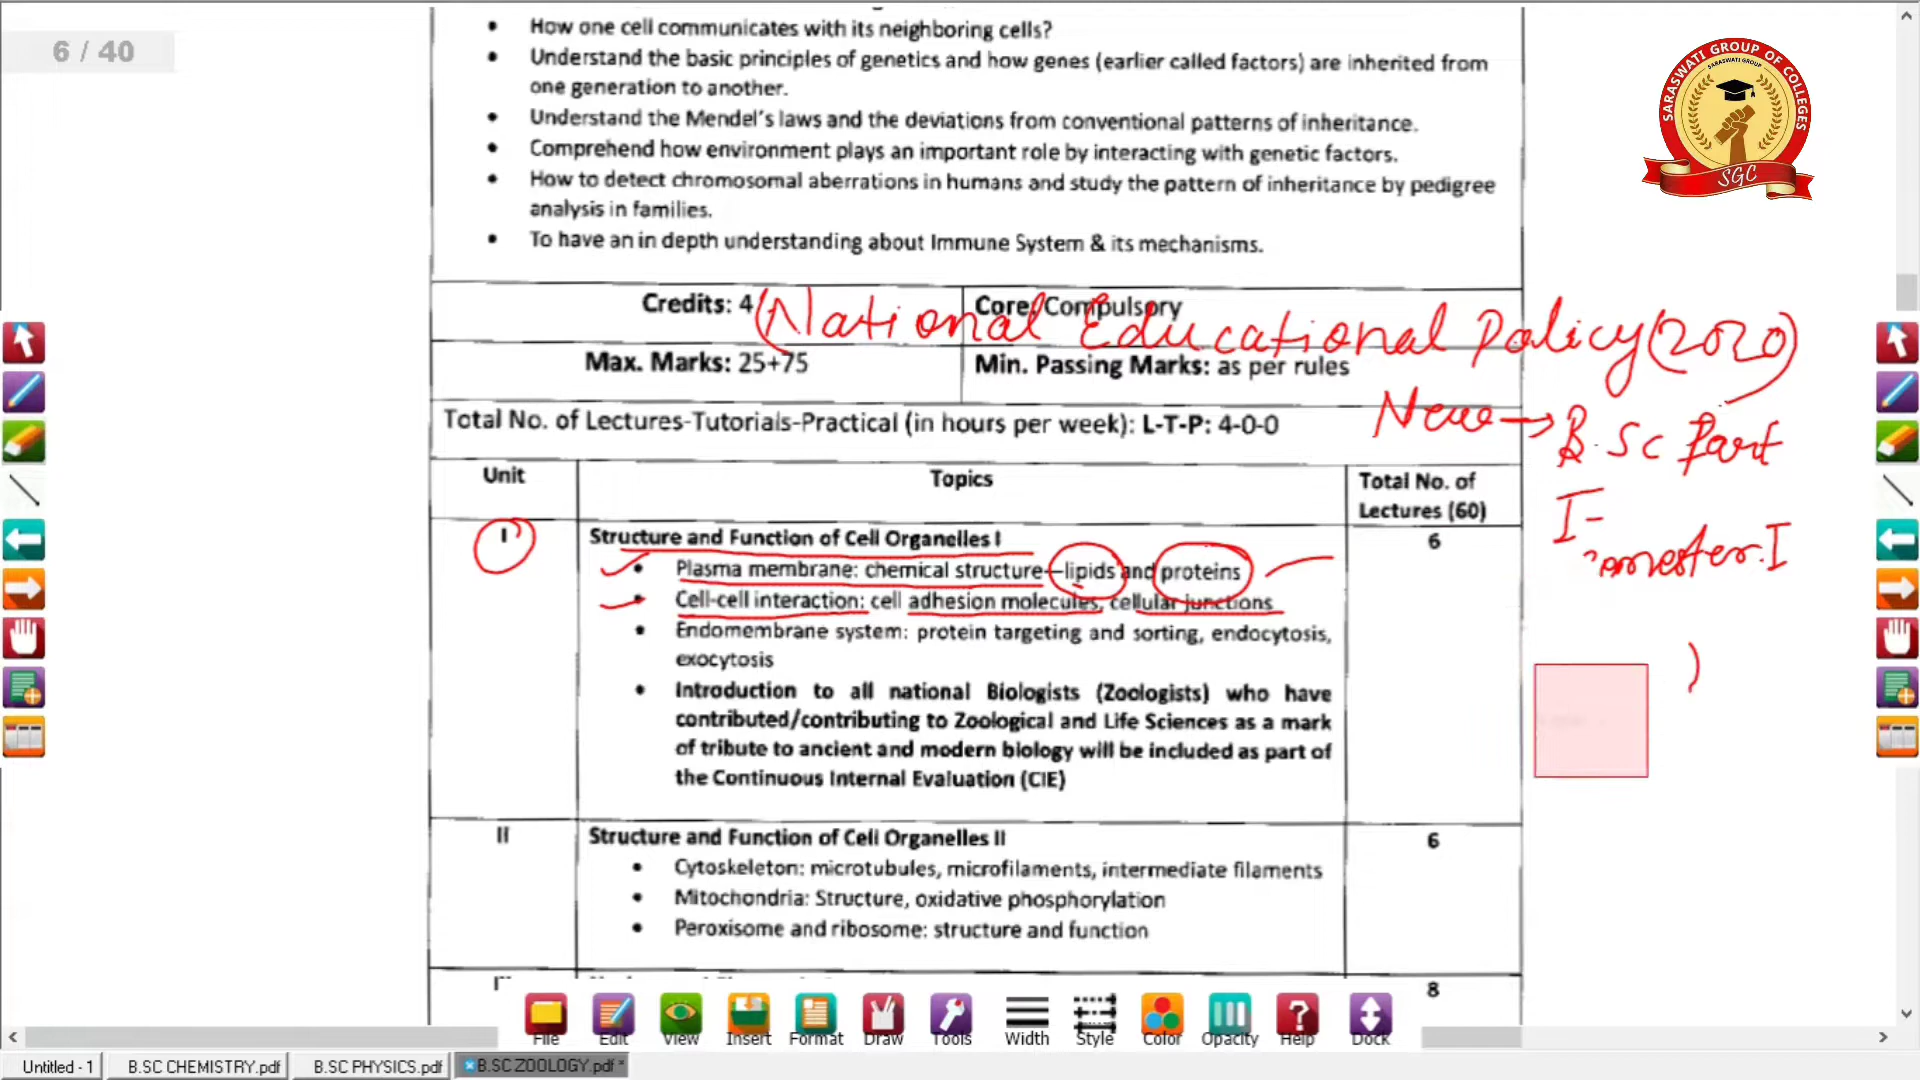 6 / 40
How one cell communicates with its neighboring cells?
Understand the basic principles of genetics and how genes (earlier called factors) are inherited from
one generation to another.
Understand the Mendel's laws and the deviations from conventional patterns of inheritance.
Comprehend how environment plays an important role by interacting with genetic factors.
How to detect chromosomal aberrations in humans and study the pattern of inheritance by pedigree
analysis in families.
To have an in depth understanding about Immune System & its mechanisms.
SARASWATI GROUP OF COLLEGES
SARASWATI GROUP
SGC
Credits: 4
Core Compulsory
(National Educational Policy (2020)
Max. Marks: 25+75
Min. Passing Marks: as per rules
New → B.Sc Part
I-
Semester.I
)
Total No. of Lectures-Tutorials-Practical (in hours per week): L-T-P: 4-0-0
Unit
Topics
Total No. of
Lectures (60)
I
Structure and Function of Cell Organelles I
6
Plasma membrane: chemical structure—lipids and proteins
Cell-cell interaction: cell adhesion molecules, cellular junctions
Endomembrane system: protein targeting and sorting, endocytosis,
exocytosis
Introduction to all national Biologists (Zoologists) who have
contributed/contributing to Zoological and Life Sciences as a mark
of tribute to ancient and modern biology will be included as part of
the Continuous Internal Evaluation (CIE)
II
Structure and Function of Cell Organelles II
6
Cytoskeleton: microtubules, microfilaments, intermediate filaments
Mitochondria: Structure, oxidative phosphorylation
Peroxisome and ribosome: structure and function
8
File Edit View Insert Format Draw Tools Width Style Color Opacity Help Dock
Untitled - 1
B.SC CHEMISTRY.pdf
B.SC PHYSICS.pdf
B.SC ZOOLOGY.pdf *